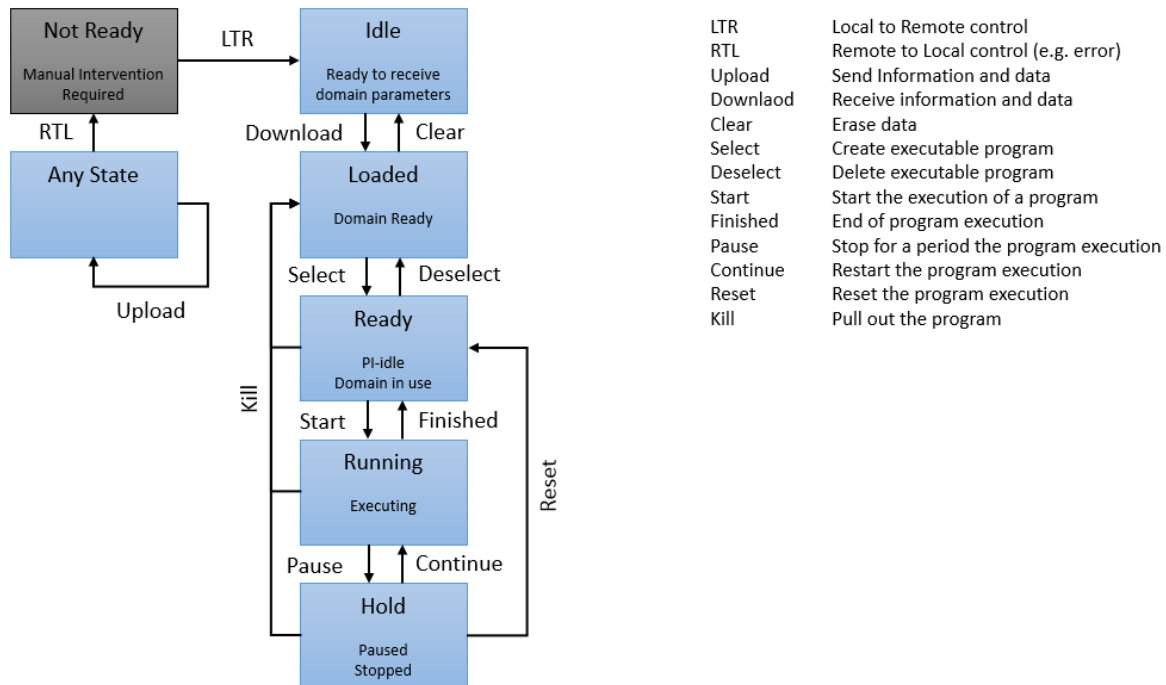 Not Ready
Manual Intervention
Required
LTR
Idle
Ready to receive
domain parameters
RTL
Download
Clear
Any State
Upload
Loaded
Domain Ready
Select
Deselect
Ready
PI-idle
Domain in use
Kill
Start
Finished
Reset
Running
Executing
Pause
Continue
Hold
Paused
Stopped
LTR Local to Remote control
RTL Remote to Local control (e.g. error)
Upload Send Information and data
Downlaod Receive information and data
Clear Erase data
Select Create executable program
Deselect Delete executable program
Start Start the execution of a program
Finished End of program execution
Pause Stop for a period the program execution
Continue Restart the program execution
Reset Reset the program execution
Kill Pull out the program